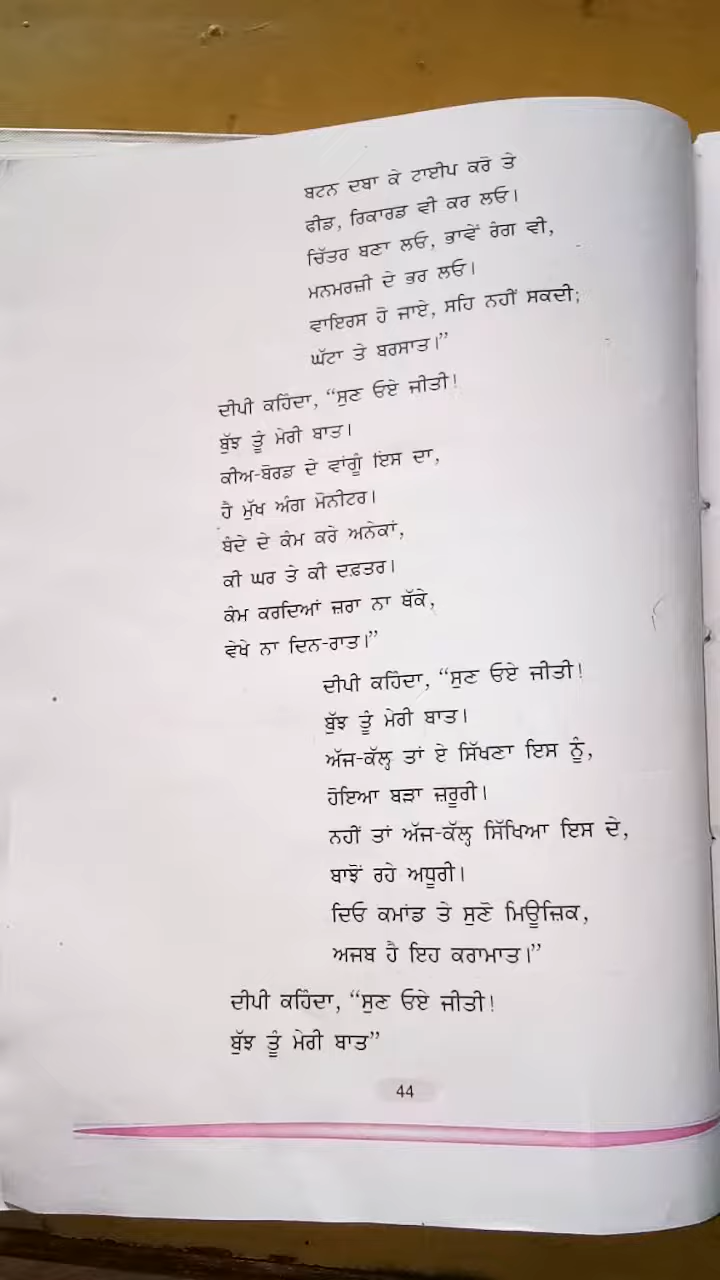 ਬਟਨ ਦਬਾ ਕੇ ਟਾਈਪ ਕਰੋ ਤੇ
ਫੀਡ, ਰਿਕਾਰਡ ਵੀ ਕਰ ਲਓ।
ਚਿੱਤਰ ਬਣਾ ਲਓ, ਭਾਵੇਂ ਰੰਗ ਵੀ,
ਮਨਮਰਜ਼ੀ ਦੇ ਭਰ ਲਓ।
ਵਾਇਰਸ ਹੋ ਜਾਏ, ਸਹਿ ਨਹੀਂ ਸਕਦੀ;
ਘੱਟਾ ਤੇ ਬਰਸਾਤ।”
ਦੀਪੀ ਕਹਿੰਦਾ, “ਸੁਣ ਓਏ ਜੀਤੀ!
ਬੁੱਝ ਤੂੰ ਮੇਰੀ ਬਾਤ।
ਕੀਅ-ਬੋਰਡ ਦੇ ਵਾਂਗੂੰ ਇਸ ਦਾ,
ਹੈ ਮੁੱਖ ਅੰਗ ਮੋਨੀਟਰ।
ਬੰਦੇ ਦੇ ਕੰਮ ਕਰੇ ਅਨੇਕਾਂ,
ਕੀ ਘਰ ਤੇ ਕੀ ਦਫ਼ਤਰ।
ਕੰਮ ਕਰਦਿਆਂ ਜ਼ਰਾ ਨਾ ਥੱਕੇ,
ਵੇਖੇ ਨਾ ਦਿਨ-ਰਾਤ।”
ਦੀਪੀ ਕਹਿੰਦਾ, “ਸੁਣ ਓਏ ਜੀਤੀ!
ਬੁੱਝ ਤੂੰ ਮੇਰੀ ਬਾਤ।
ਅੱਜ-ਕੱਲ੍ਹ ਤਾਂ ਏ ਸਿੱਖਣਾ ਇਸ ਨੂੰ,
ਹੋਇਆ ਬੜਾ ਜ਼ਰੂਰੀ।
ਨਹੀਂ ਤਾਂ ਅੱਜ-ਕੱਲ੍ਹ ਸਿੱਖਿਆ ਇਸ ਦੇ,
ਬਾਝੋਂ ਰਹੇ ਅਧੂਰੀ।
ਦਿਓ ਕਮਾਂਡ ਤੇ ਸੁਣੋ ਮਿਊਜ਼ਿਕ,
ਅਜਬ ਹੈ ਇਹ ਕਰਾਮਾਤ।”
ਦੀਪੀ ਕਹਿੰਦਾ, “ਸੁਣ ਓਏ ਜੀਤੀ!
ਬੁੱਝ ਤੂੰ ਮੇਰੀ ਬਾਤ”
44